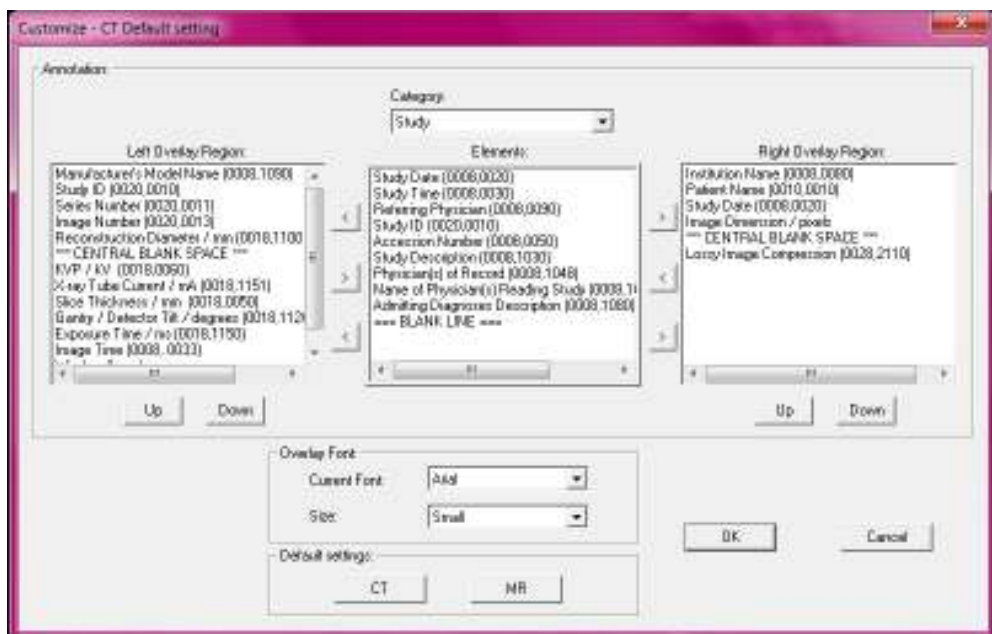 Customize - CT Default setting
Annotation:
Category:
Study
Left Overlay Region:
Manufacturer's Model Name (0008,1090)
Study ID (0020,0010)
Series Number (0020,0011)
Image Number (0020,0013)
Reconstruction Diameter / mm (0018,1100
*** CENTRAL BLANK SPACE ***
KVP / kV (0018,0060)
X-ray Tube Current / mA (0018,1151)
Slice Thickness / mm (0018,0050)
Gantry / Detector Tilt / degrees (0018,112
Exposure Time / ms (0018,1150)
Image Time (0008, 0033)
Up
Down
Elements:
Study Date (0008,0020)
Study Time (0008,0030)
Referring Physician (0008,0090)
Study ID (0020,0010)
Accession Number (0008,0050)
Study Description (0008,1030)
Physician(s) of Record (0008,1048)
Name of Physician(s) Reading Study (0008,1
Admitting Diagnoses Description (0008,1080)
=== BLANK LINE ===
Right Overlay Region:
Institution Name (0008,0080)
Patient Name (0010,0010)
Study Date (0008,0020)
Image Dimension / pixels
*** CENTRAL BLANK SPACE ***
Lossy Image Compression (0028,2110)
Up
Down
Overlay Font
Current Font:
Arial
Size:
Small
Default settings:
CT
MR
OK
Cancel